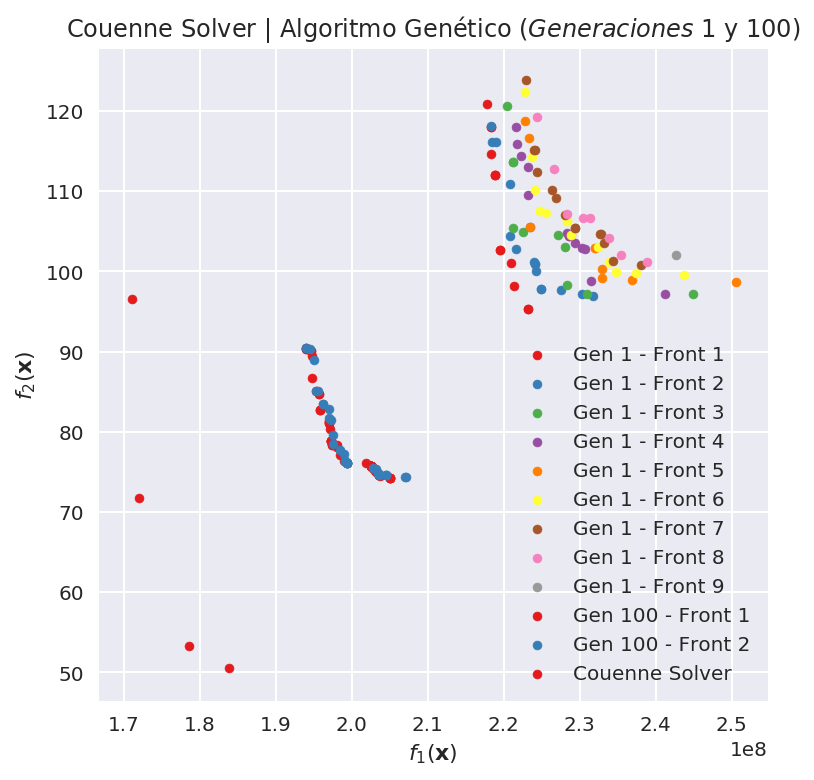 Couenne Solver | Algoritmo Genético (Generaciones 1 y 100)
120
110
100
90
80
70
60
50
f₂(x)
Gen 1 - Front 1
Gen 1 - Front 2
Gen 1 - Front 3
Gen 1 - Front 4
Gen 1 - Front 5
Gen 1 - Front 6
Gen 1 - Front 7
Gen 1 - Front 8
Gen 1 - Front 9
Gen 100 - Front 1
Gen 100 - Front 2
Couenne Solver
1.7 1.8 1.9 2.0 2.1 2.2 2.3 2.4 2.5
1e8
f₁(x)